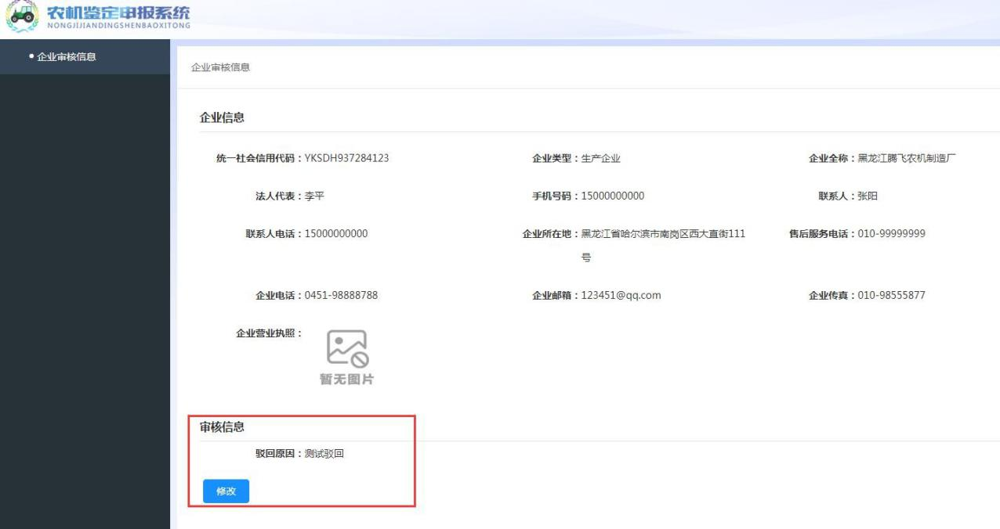 农机鉴定申报系统
NONGJIJIANDINGSHENBAOXITONG
企业审核信息
企业审核信息
企业信息
统一社会信用代码：YKSDH937284123 企业类型：生产企业 企业全称：黑龙江腾飞农机制造厂
法人代表：李平 手机号码：15000000000 联系人：张阳
联系人电话：15000000000 企业所在地：黑龙江省哈尔滨市南岗区西大直街111 售后服务电话：010-99999999
号
企业电话：0451-98888788 企业邮箱：123451@qq.com 企业传真：010-98555877
企业营业执照：
暂无图片
审核信息
驳回原因：测试驳回
修改